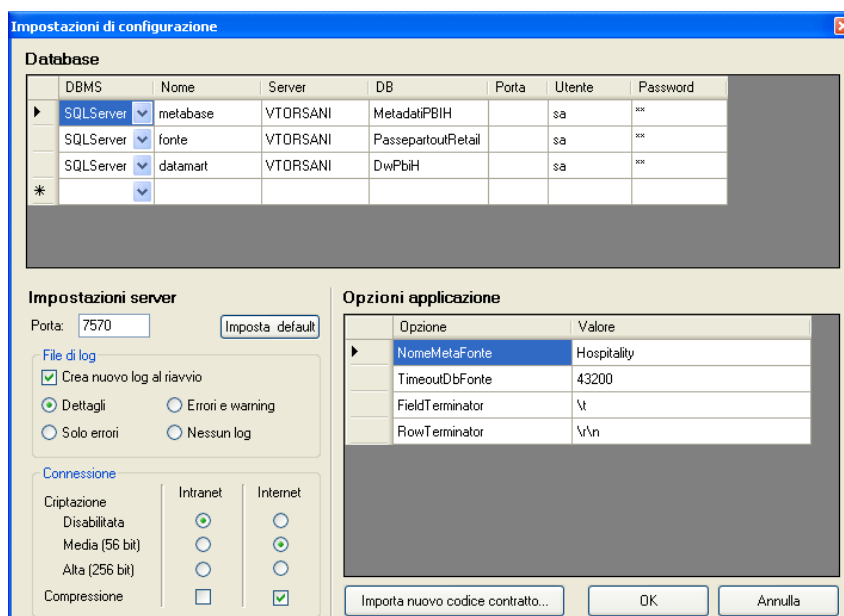 Impostazioni di configurazione
Database
DBMS Nome Server DB Porta Utente Password
SQLServer metabase VTORSANI MetadatiPBIH sa **
SQLServer fonte VTORSANI PassepartoutRetail sa **
SQLServer datamart VTORSANI DwPbiH sa **
Impostazioni server
Porta: 7570 Imposta default
File di log
Crea nuovo log al riavvio
Dettagli Errori e warning
Solo errori Nessun log
Connessione
Intranet Internet
Criptazione
Disabilitata
Media (56 bit)
Alta (256 bit)
Compressione
Opzioni applicazione
Opzione Valore
NomeMetaFonte Hospitality
TimeoutDbFonte 43200
FieldTerminator \t
RowTerminator \r\n
Importa nuovo codice contratto... OK Annulla